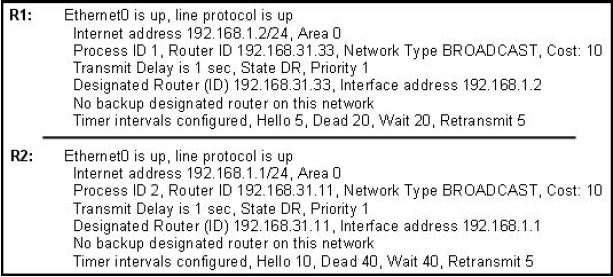 R1: Ethernet0 is up, line protocol is up
Internet address 192.168.1.2/24, Area 0
Process ID 1, Router ID 192.168.31.33, Network Type BROADCAST, Cost: 10
Transmit Delay is 1 sec, State DR, Priority 1
Designated Router (ID) 192.168.31.33, Interface address 192.168.1.2
No backup designated router on this network
Timer intervals configured, Hello 5, Dead 20, Wait 20, Retransmit 5
R2: Ethernet0 is up, line protocol is up
Internet address 192.168.1.1/24, Area 0
Process ID 2, Router ID 192.168.31.11, Network Type BROADCAST, Cost: 10
Transmit Delay is 1 sec, State DR, Priority 1
Designated Router (ID) 192.168.31.11, Interface address 192.168.1.1
No backup designated router on this network
Timer intervals configured, Hello 10, Dead 40, Wait 40, Retransmit 5